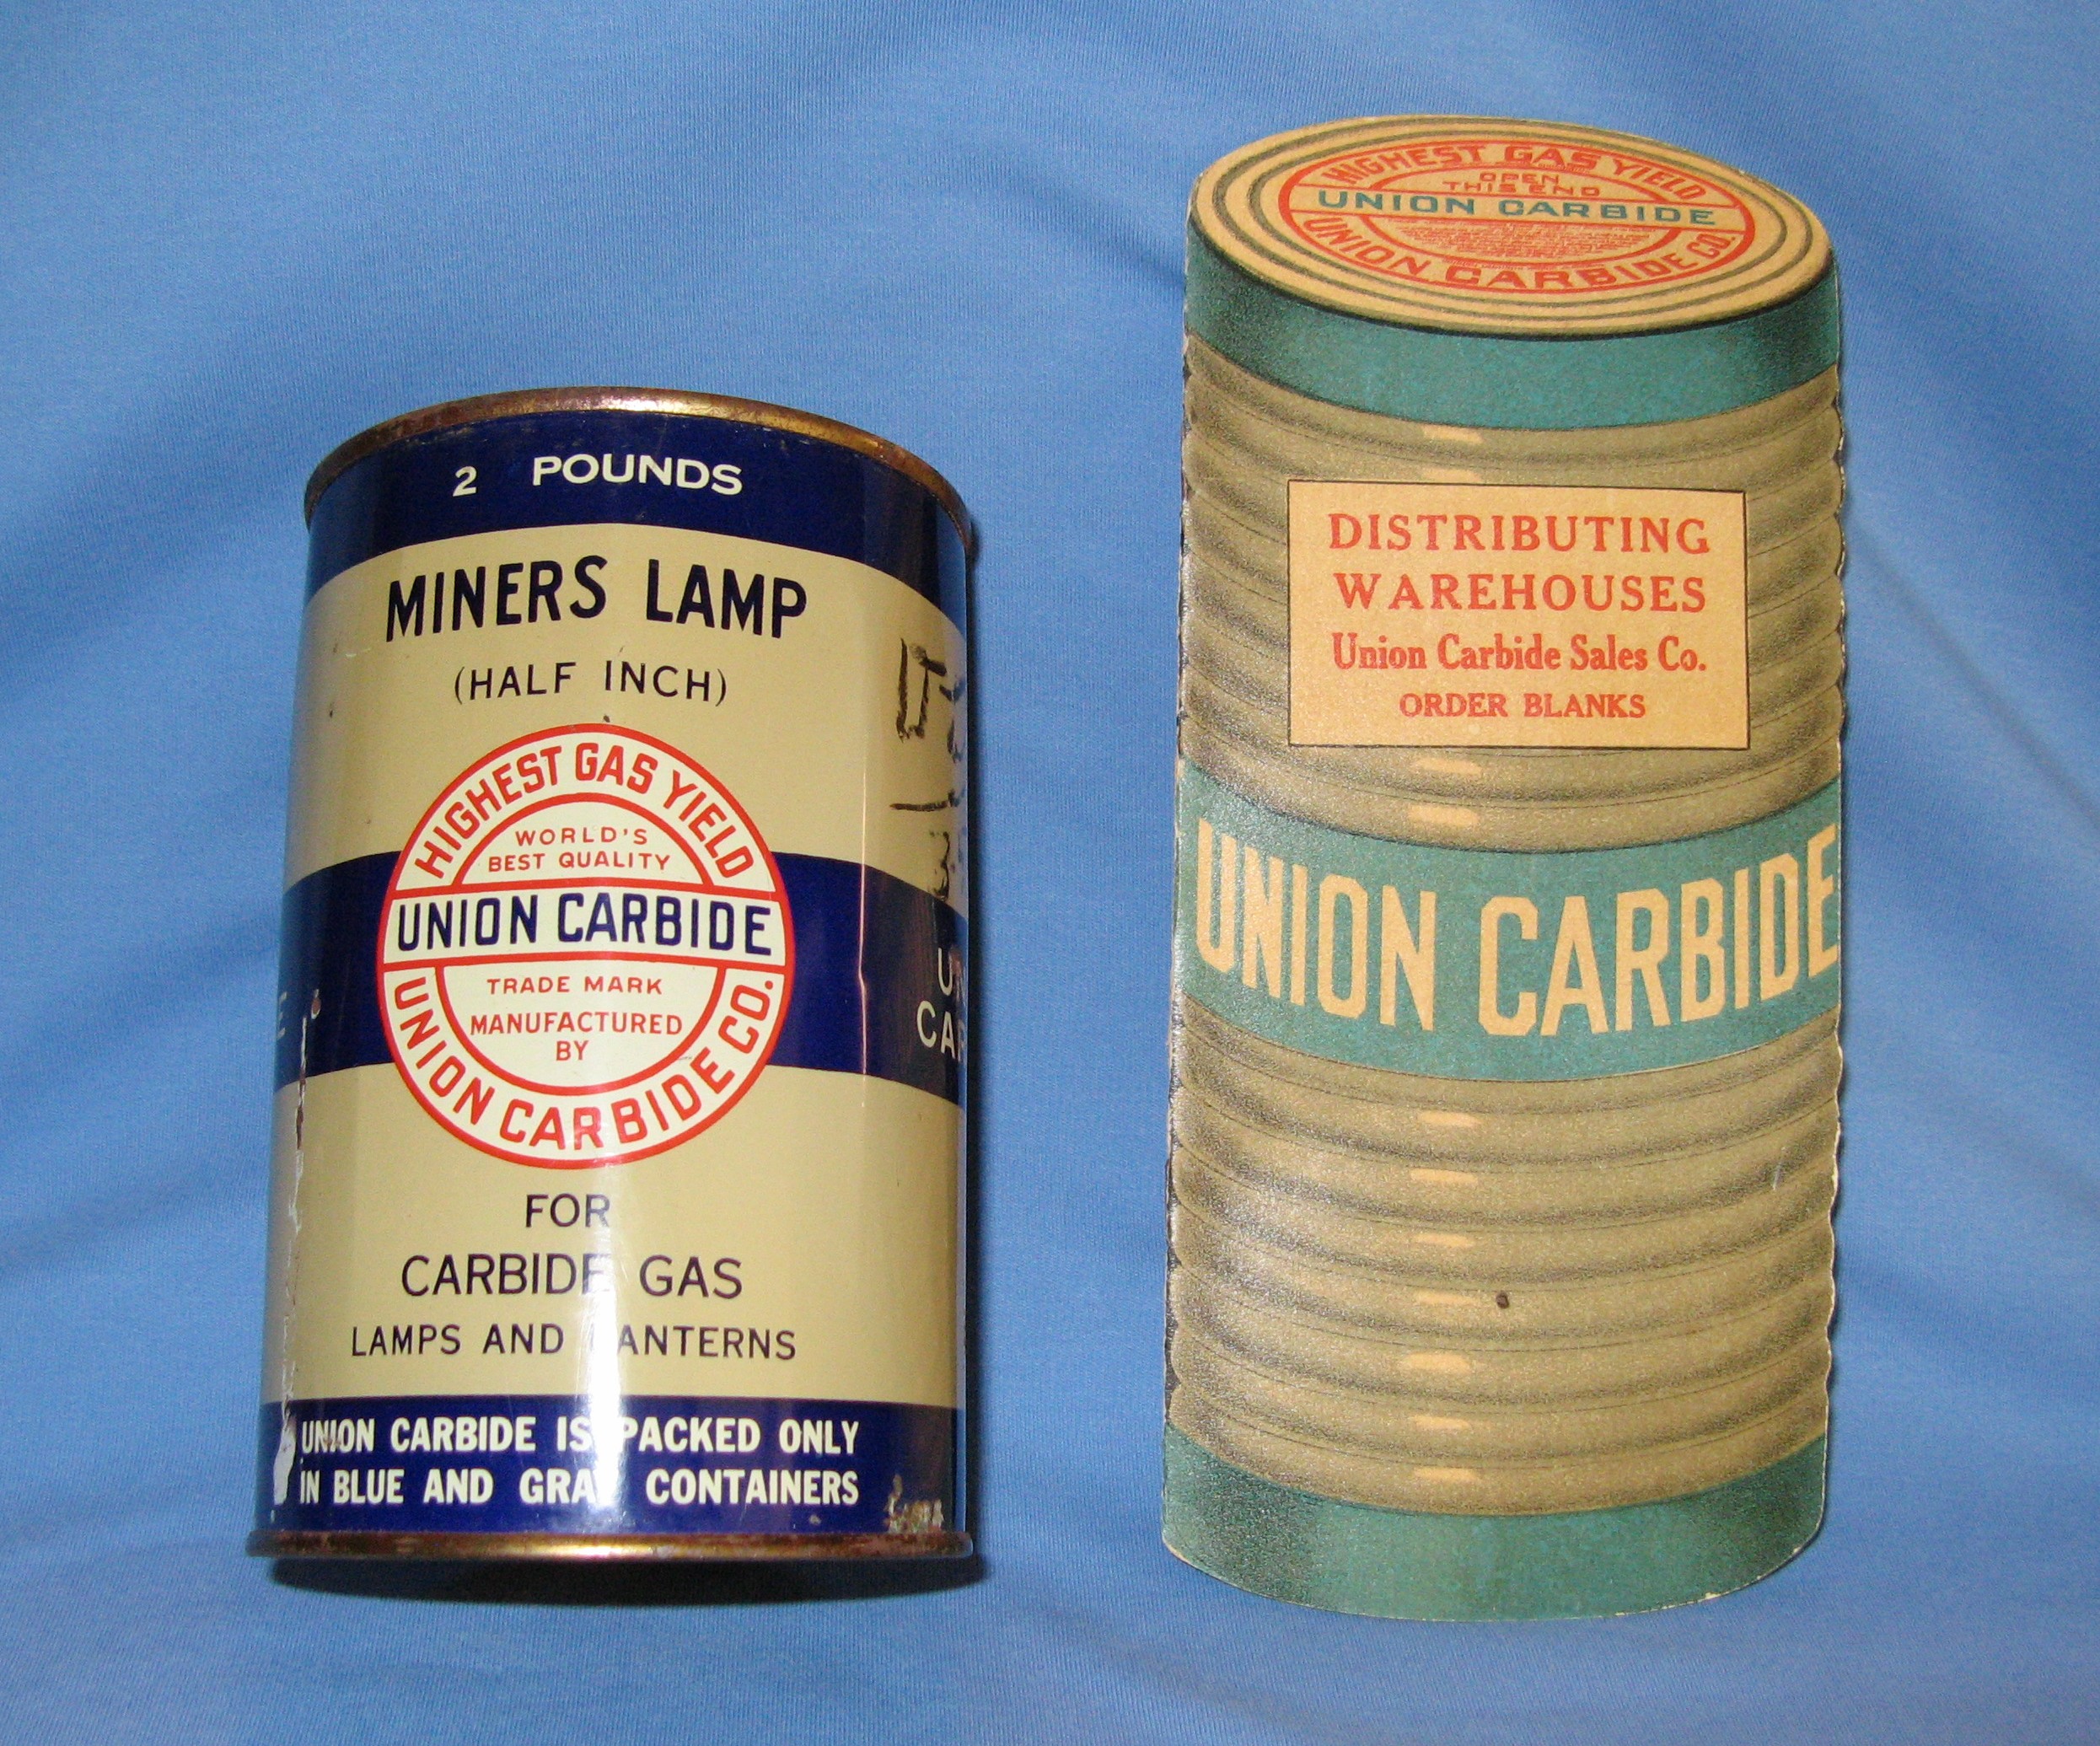 2 POUNDS
MINERS LAMP
(HALF INCH)
HIGHEST GAS YIELD
WORLD'S
BEST QUALITY
UNION CARBIDE
TRADE MARK
MANUFACTURED
BY
UNION CARBIDE CO.
FOR
CARBIDE GAS
LAMPS AND LANTERNS
UNION CARBIDE IS PACKED ONLY
IN BLUE AND GRAY CONTAINERS
HIGHEST GAS YIELD
OPEN
THIS END
UNION CARBIDE
UNION CARBIDE CO.
DISTRIBUTING
WAREHOUSES
Union Carbide Sales Co.
ORDER BLANKS
UNION CARBIDE